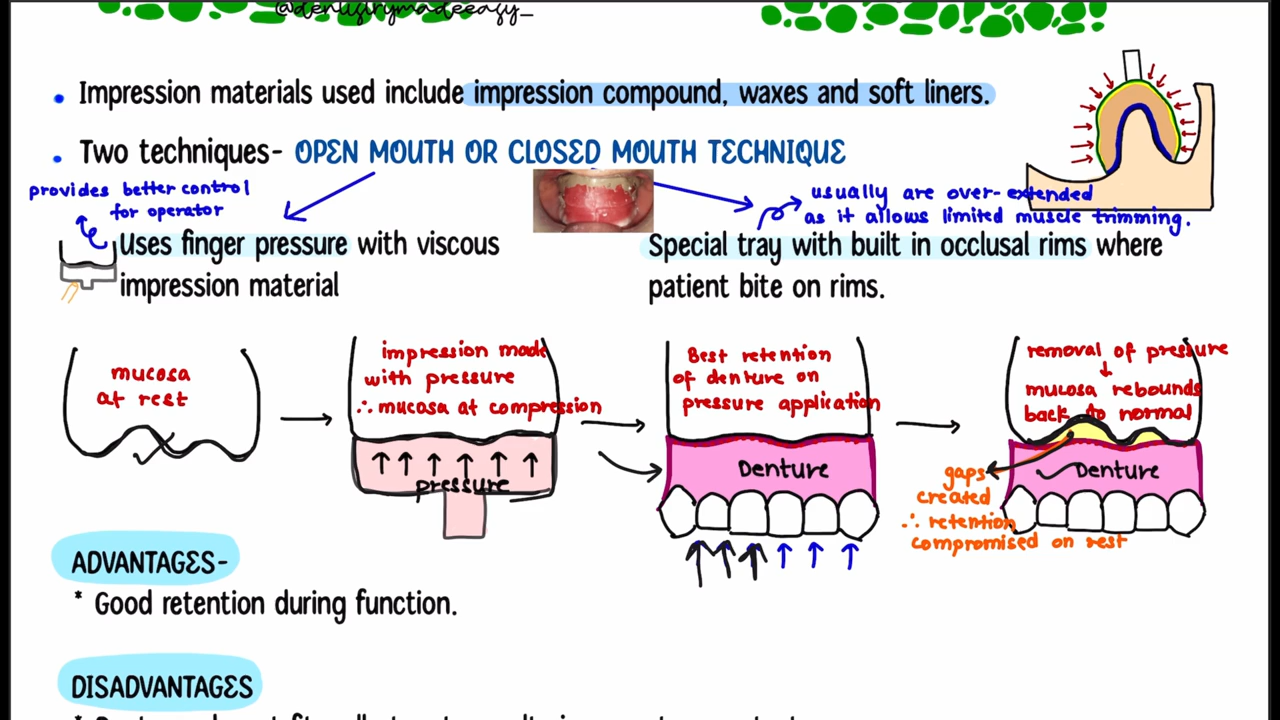 @dentistrymadeeasy_
• Impression materials used include impression compound, waxes and soft liners.
• Two techniques- OPEN MOUTH OR CLOSED MOUTH TECHNIQUE
provides better control
for operator
usually are over-extended
as it allows limited muscle trimming.
Uses finger pressure with viscous
impression material
Special tray with built in occlusal rims where
patient bite on rims.
mucosa
at rest
impression made
with pressure
∴ mucosa at compression
pressure
Best retention
of denture on
pressure application
Denture
removal of pressure
↓
mucosa rebounds
back to normal
Denture
gaps
created
∴ retention
compromised on rest
ADVANTAGES-
* Good retention during function.
DISADVANTAGES